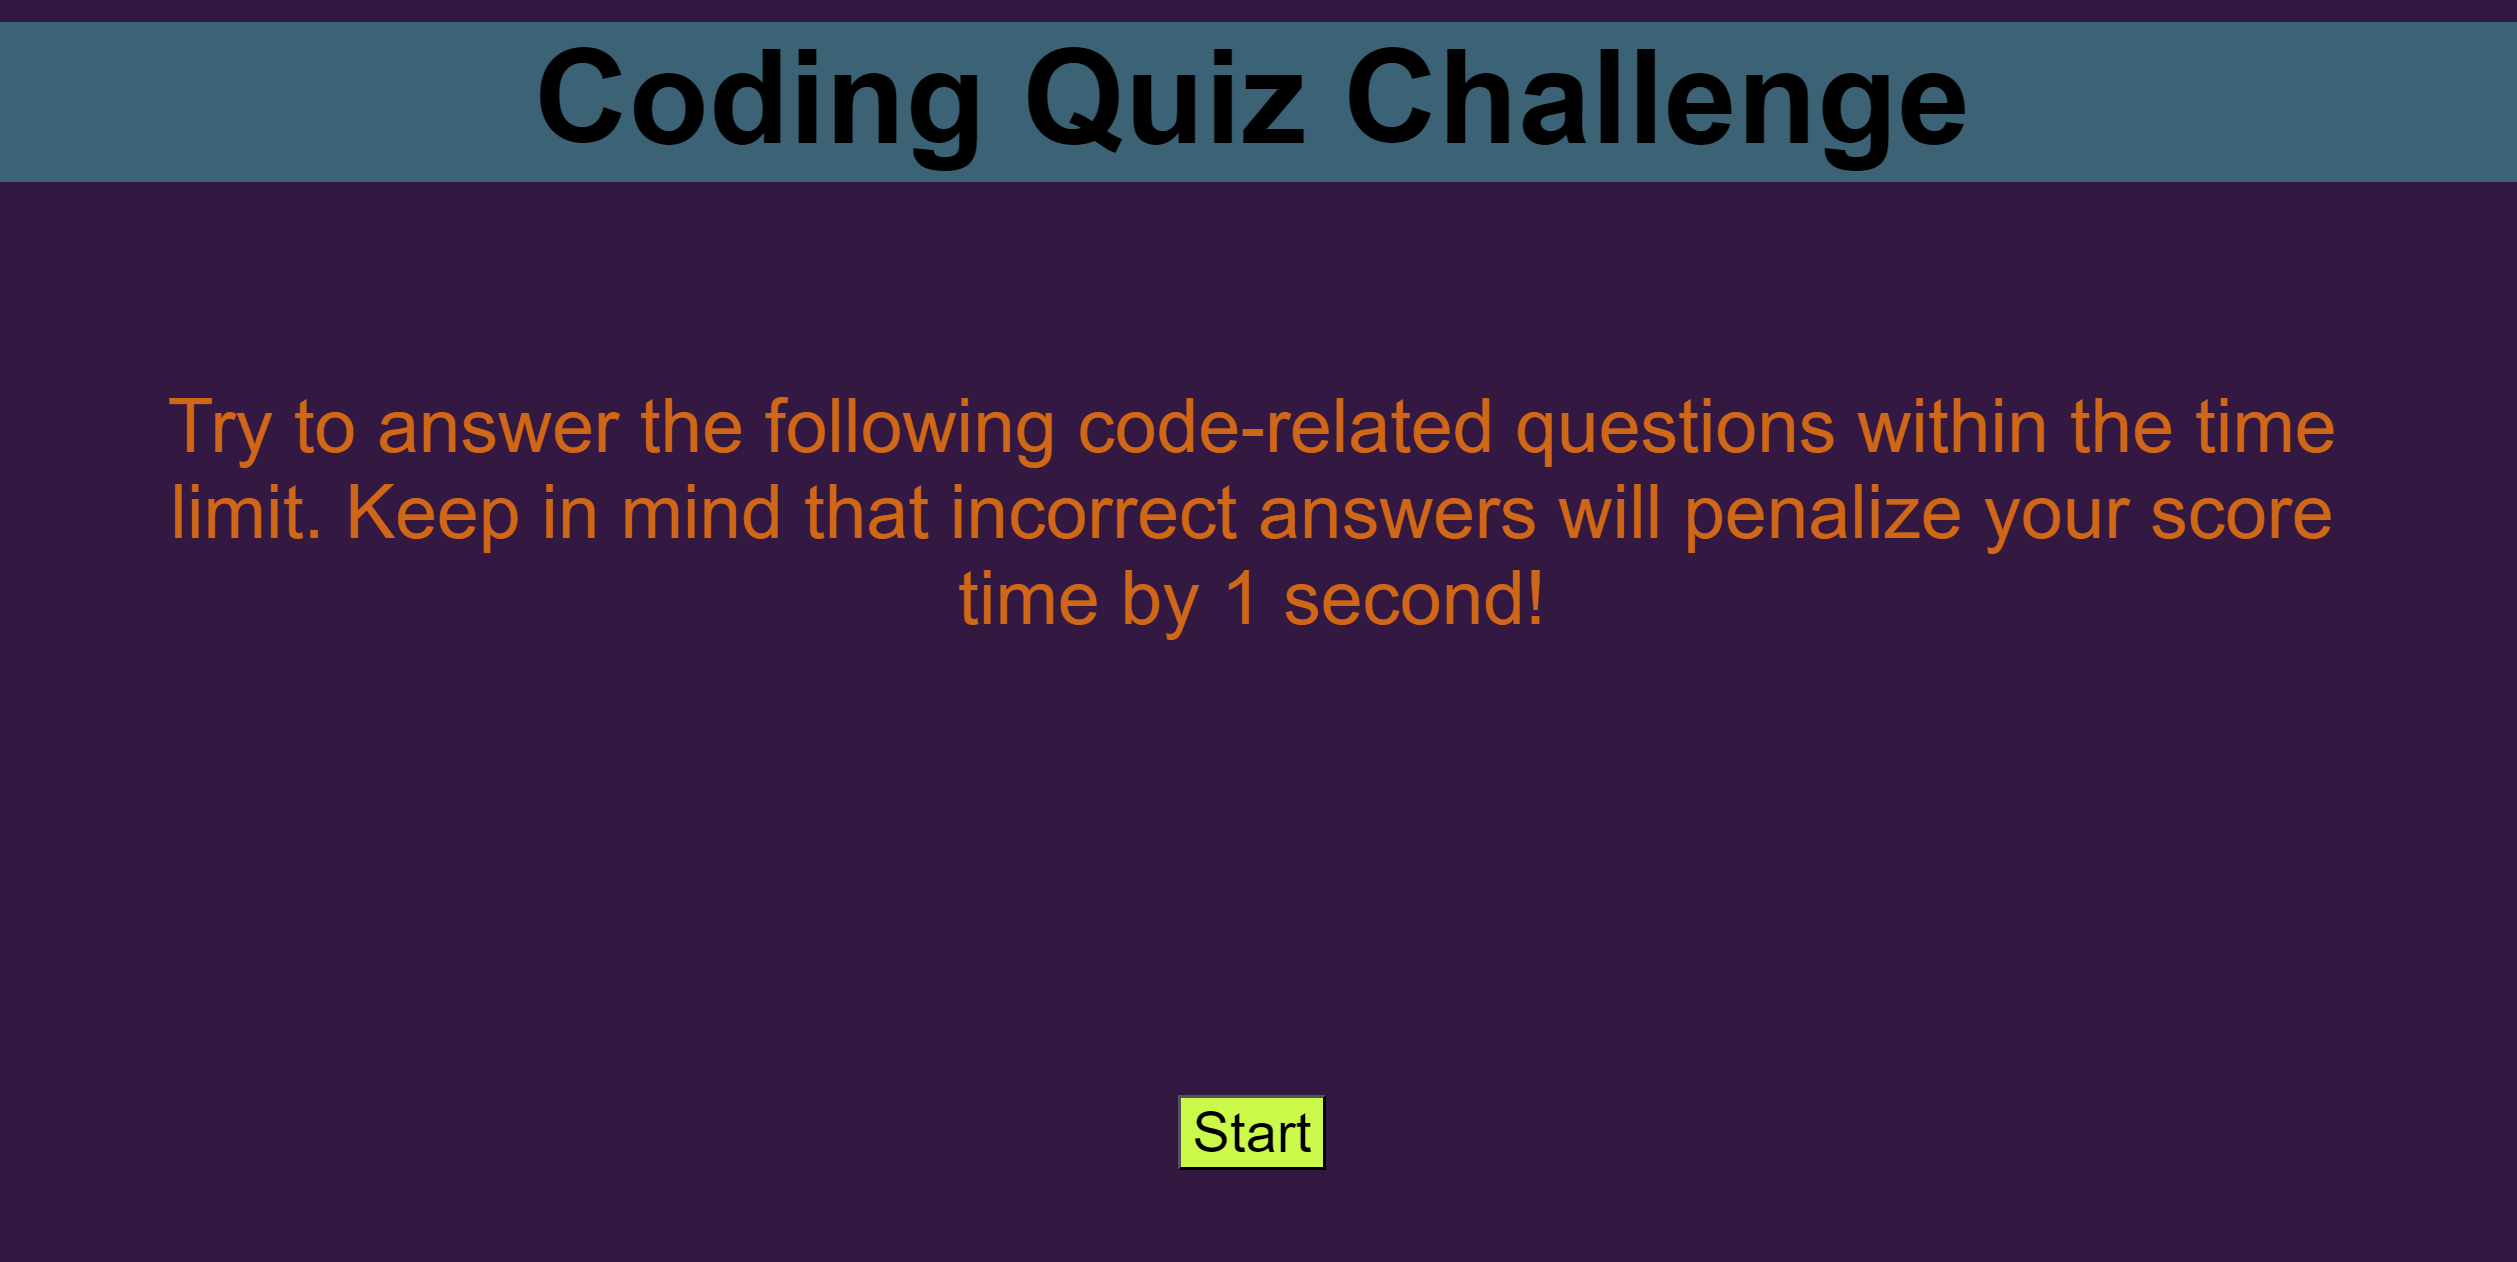 Coding Quiz Challenge
Try to answer the following code-related questions within the time
limit. Keep in mind that incorrect answers will penalize your score
time by 1 second!
Start